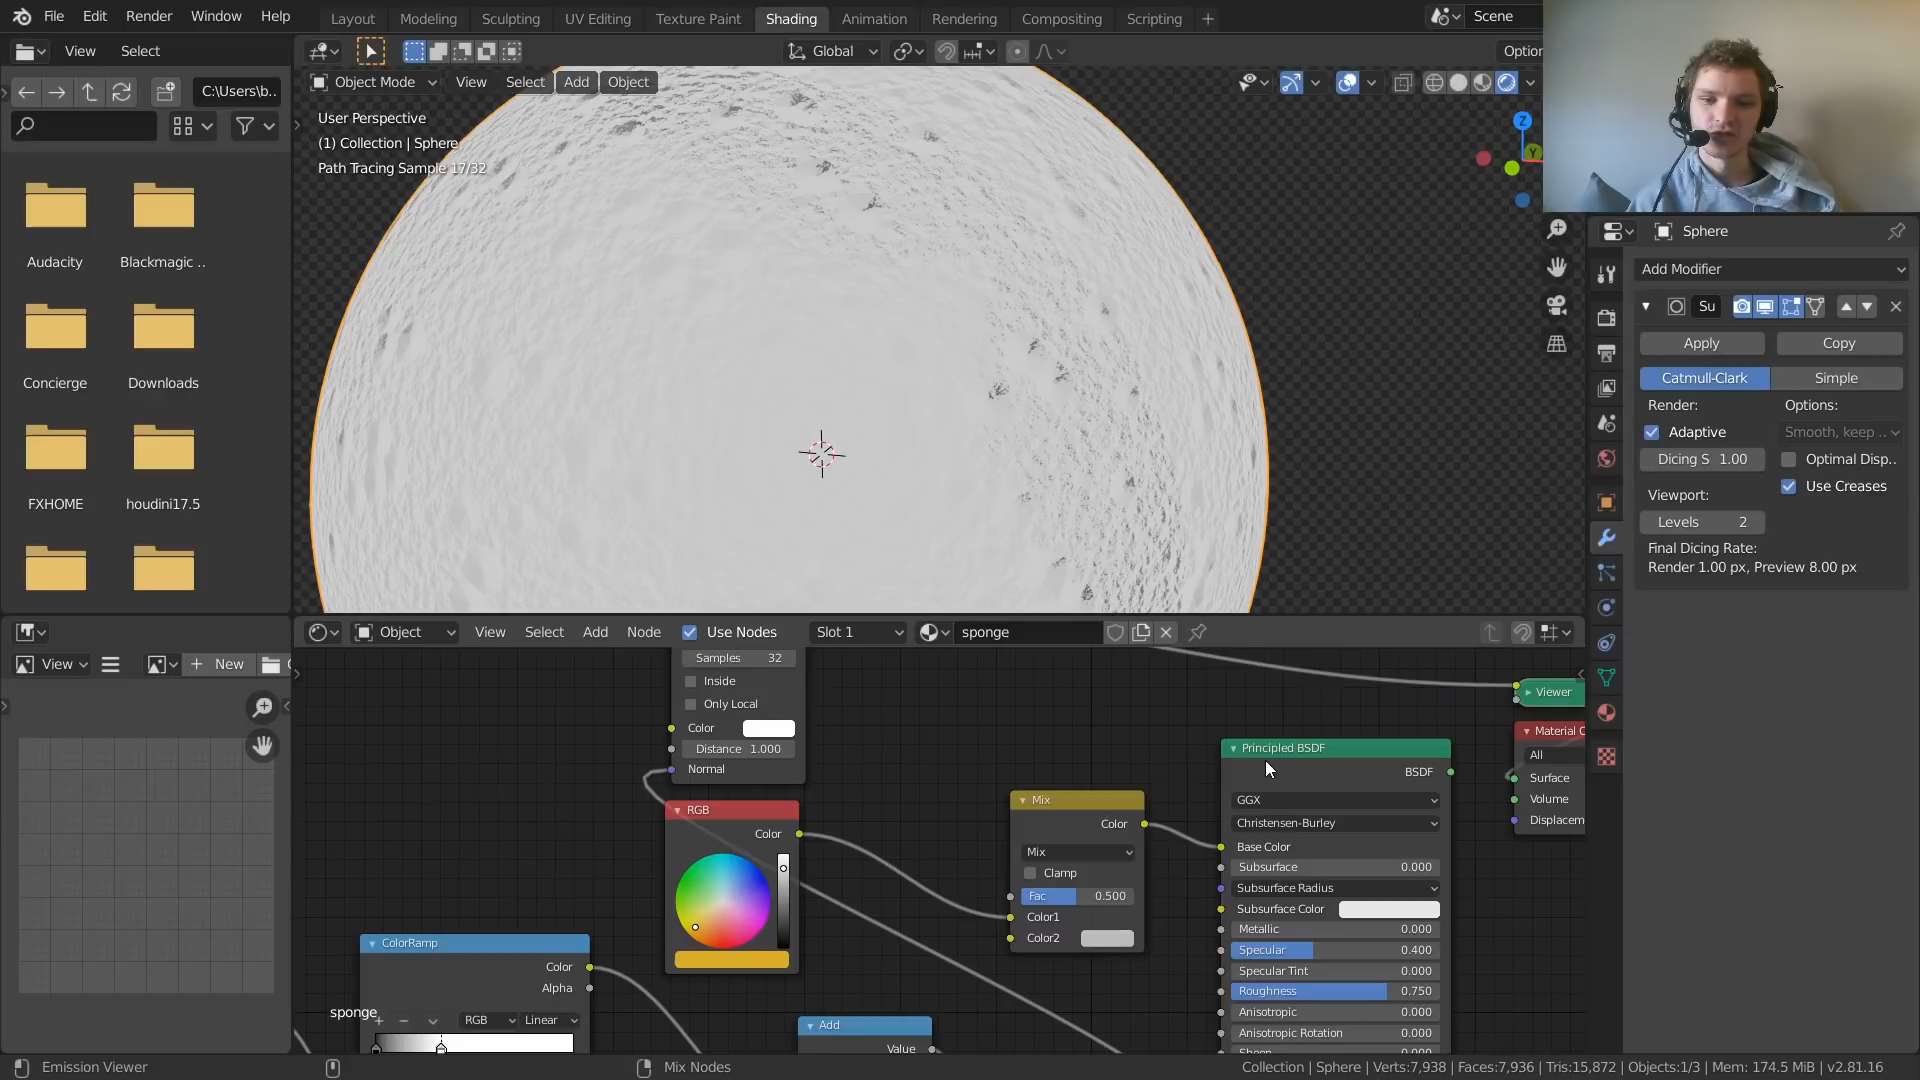 File Edit Render Window Help Layout Modeling Sculpting UV Editing Texture Paint Shading Animation Rendering Compositing Scripting + Scene
View Select Global Optior
C:\Users\b.. Object Mode View Select Add Object
User Perspective
(1) Collection | Sphere
Path Tracing Sample 17/32
Z
Y
Audacity Blackmagic ..
Concierge Downloads
FXHOME houdini17.5
Sphere
Add Modifier
Su
Apply Copy
Catmull-Clark Simple
Render: Options:
Adaptive Smooth, keep ..
Dicing S 1.00 Optimal Disp..
Use Creases
Viewport:
Levels 2
Final Dicing Rate:
Render 1.00 px, Preview 8.00 px
Object View Select Add Node Use Nodes Slot 1 sponge
View + New
Samples 32
Inside
Only Local
Color
Distance 1.000
Normal
RGB
Color
ColorRamp
Color
Alpha
RGB Linear
sponge
Add
Value
Mix
Color
Mix
Clamp
Fac 0.500
Color1
Color2
Principled BSDF
BSDF
GGX
Christensen-Burley
Base Color
Subsurface 0.000
Subsurface Radius
Subsurface Color
Metallic 0.000
Specular 0.400
Specular Tint 0.000
Roughness 0.750
Anisotropic 0.000
Anisotropic Rotation 0.000
Viewer
Material O
All
Surface
Volume
Displacem
Emission Viewer Mix Nodes Collection | Sphere | Verts:7,938 | Faces:7,936 | Tris:15,872 | Objects:1/3 | Mem: 174.5 MiB | v2.81.16